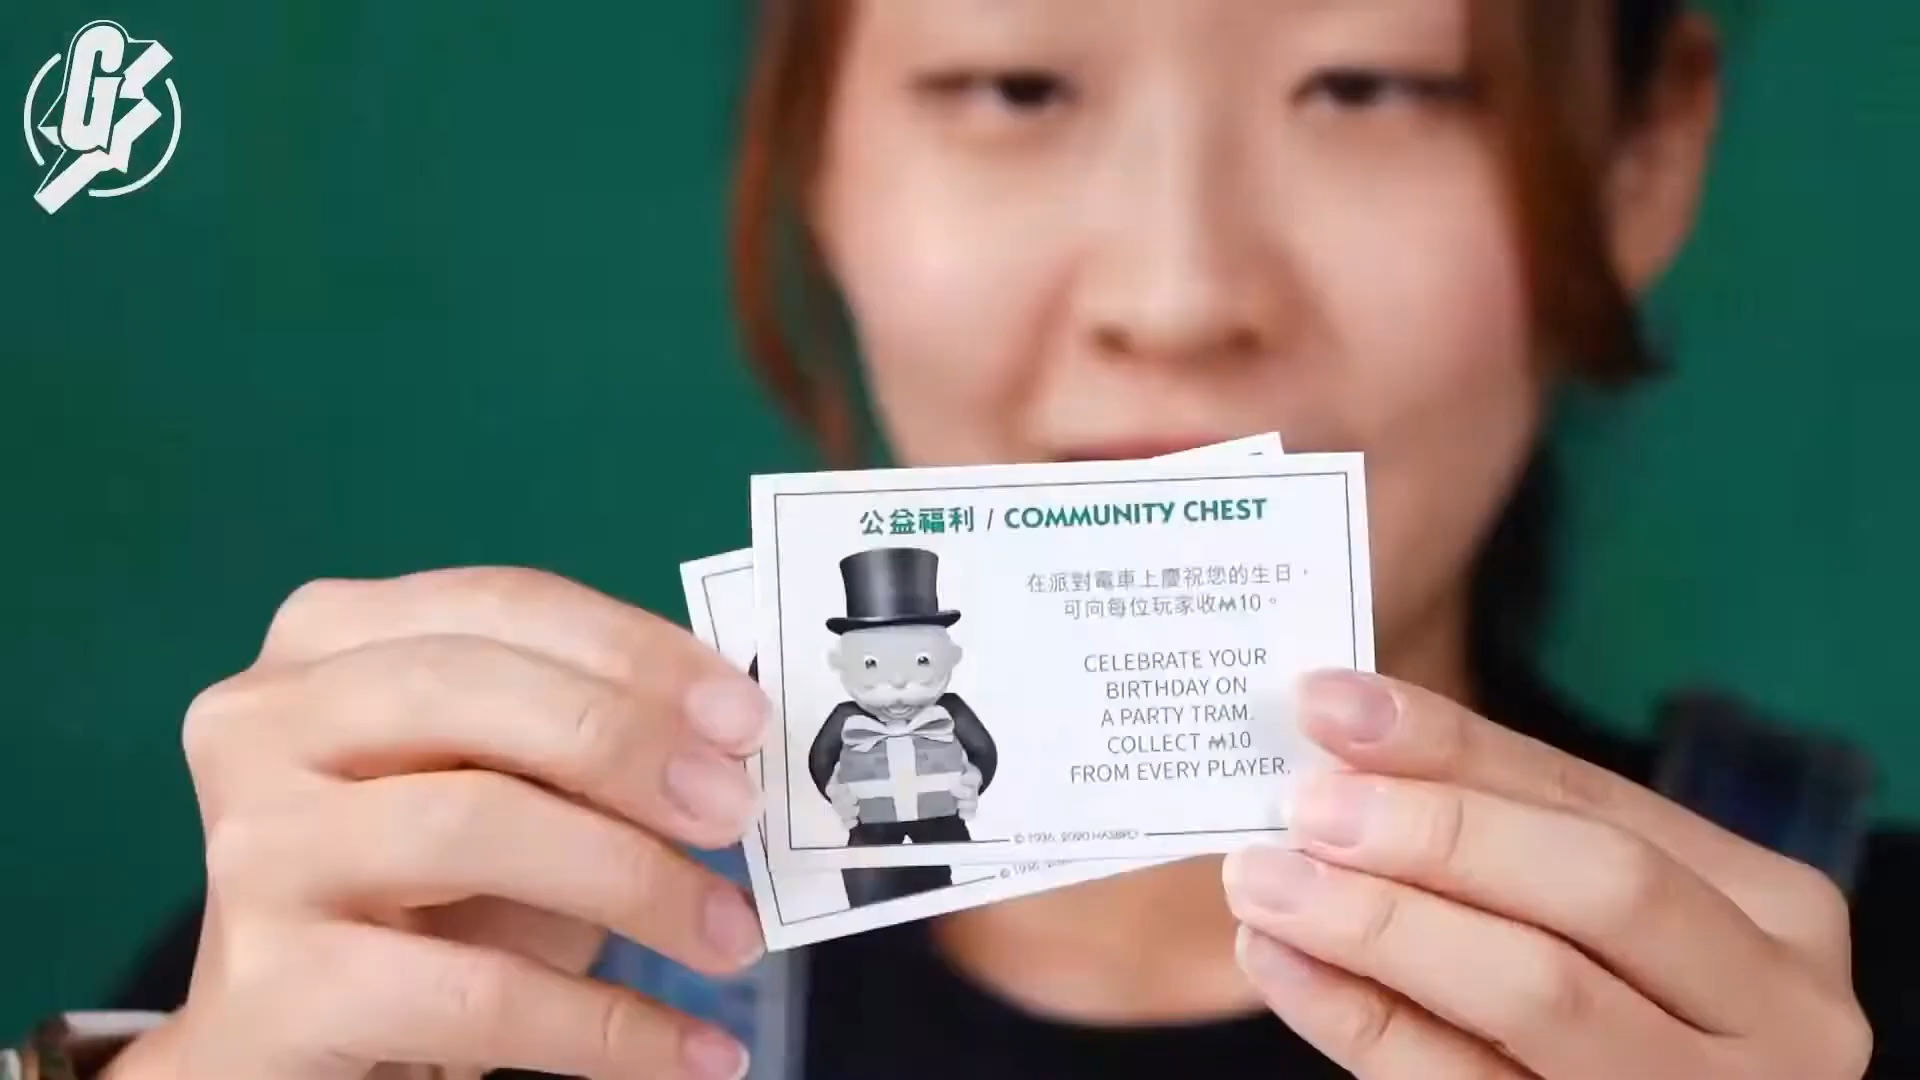 G
公益福利 / COMMUNITY CHEST
在派對電車上慶祝您的生日，
可向每位玩家收M10。
CELEBRATE YOUR
BIRTHDAY ON
A PARTY TRAM.
COLLECT M10
FROM EVERY PLAYER.
© 1936, 2020 HASBRO
© 1936,